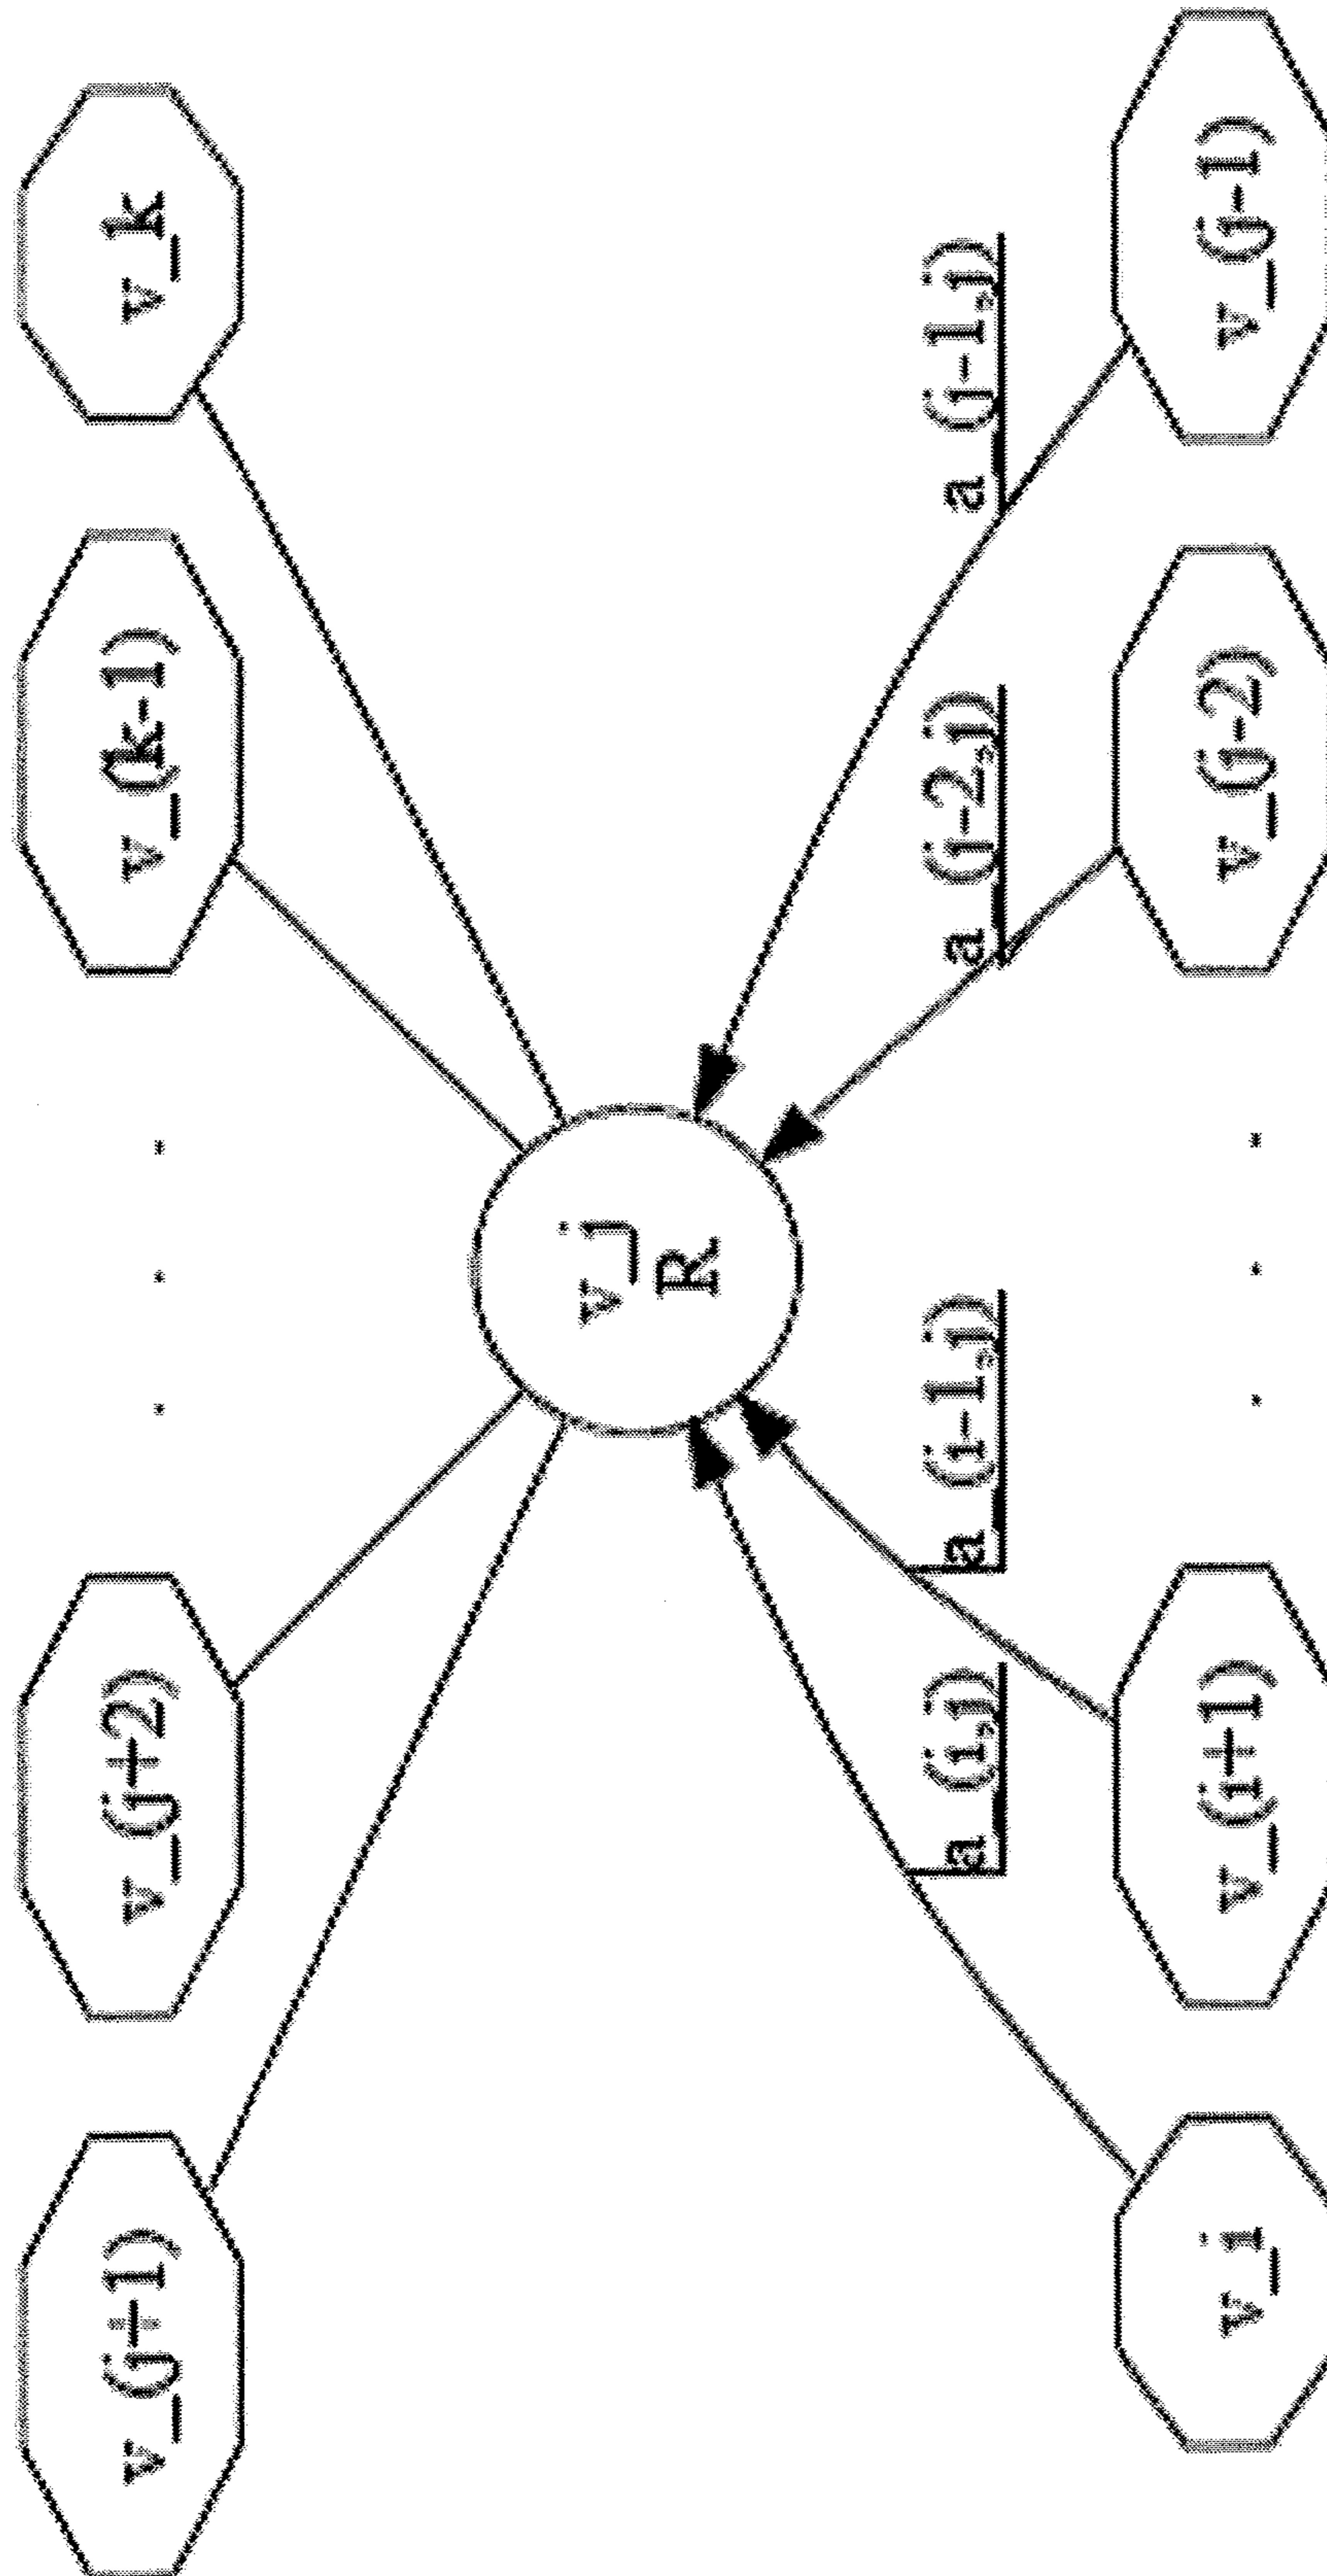 v_(j+1)
v_(j+2)
. . .
v_(k-1)
v_k
v_j
R
a_(i,j)
a_(i-1,j)
a_(j-2,j)
a_(j-1,j)
v_i
v_(i+1)
. . .
v_(j-2)
v_(j-1)